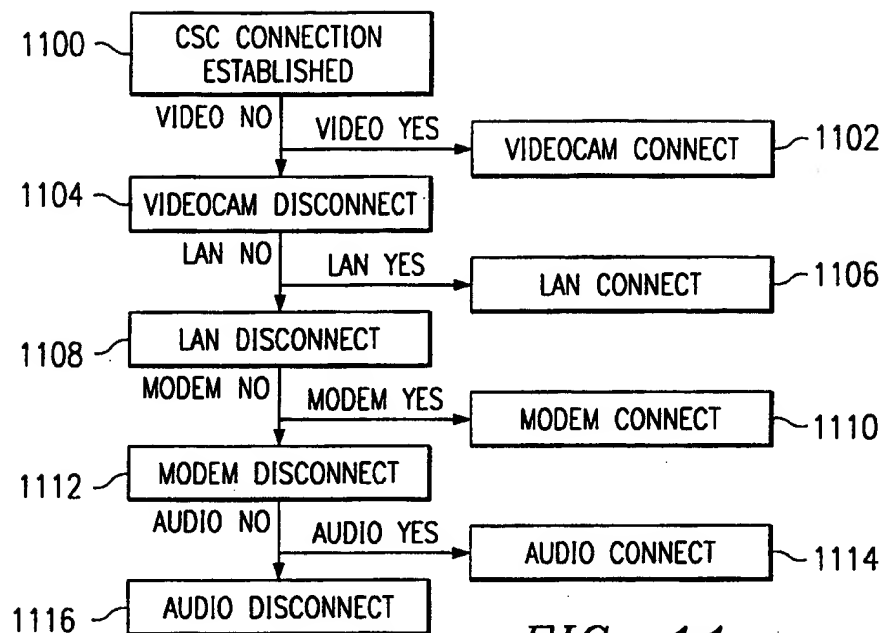 1100
CSC CONNECTION
ESTABLISHED
VIDEO NO
VIDEO YES
VIDEOCAM CONNECT
1102
1104
VIDEOCAM DISCONNECT
LAN NO
LAN YES
LAN CONNECT
1106
1108
LAN DISCONNECT
MODEM NO
MODEM YES
MODEM CONNECT
1110
1112
MODEM DISCONNECT
AUDIO NO
AUDIO YES
AUDIO CONNECT
1114
1116
AUDIO DISCONNECT
FIG. 11